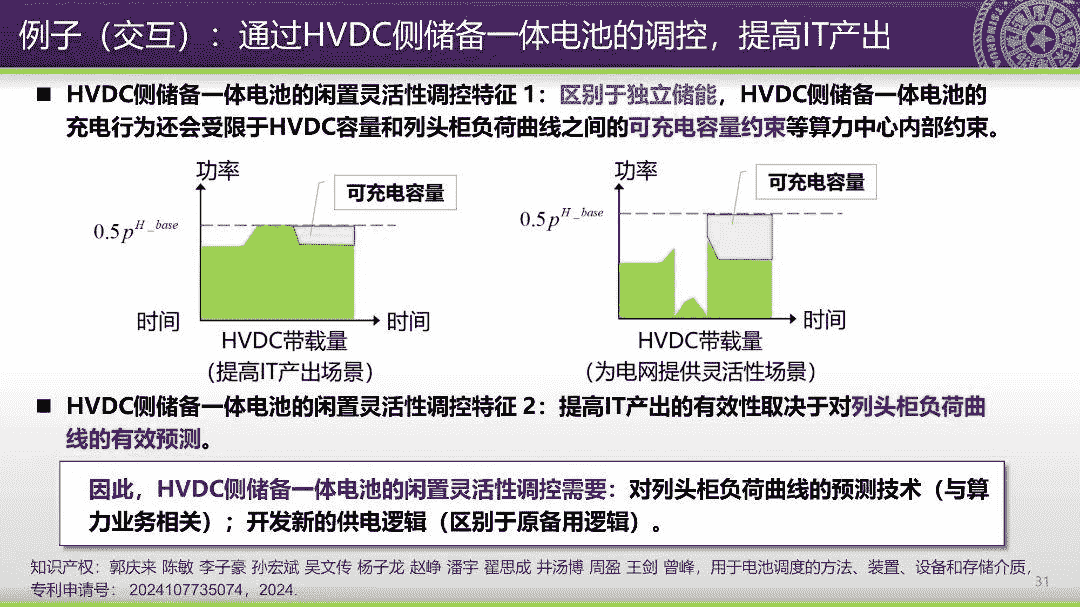 例子（交互）：通过HVDC侧储备一体电池的调控，提高IT产出
■ HVDC侧储备一体电池的闲置灵活性调控特征 1：区别于独立储能，HVDC侧储备一体电池的
充电行为还会受限于HVDC容量和列头柜负荷曲线之间的可充电容量约束等算力中心内部约束。
功率
可充电容量
0.5p^{H_base}
时间
时间
HVDC带载量
（提高IT产出场景）
功率
可充电容量
0.5p^{H_base}
时间
HVDC带载量
（为电网提供灵活性场景）
■ HVDC侧储备一体电池的闲置灵活性调控特征 2：提高IT产出的有效性取决于对列头柜负荷曲
线的有效预测。
因此，HVDC侧储备一体电池的闲置灵活性调控需要：对列头柜负荷曲线的预测技术（与算
力业务相关）；开发新的供电逻辑（区别于原备用逻辑）。
知识产权：郭庆来 陈敏 李子豪 孙宏斌 吴文传 杨子龙 赵峥 潘宇 翟思成 井汤博 周盈 王剑 曾峰，用于电池调度的方法、装置、设备和存储介质，
专利申请号： 2024107735074，2024.
31